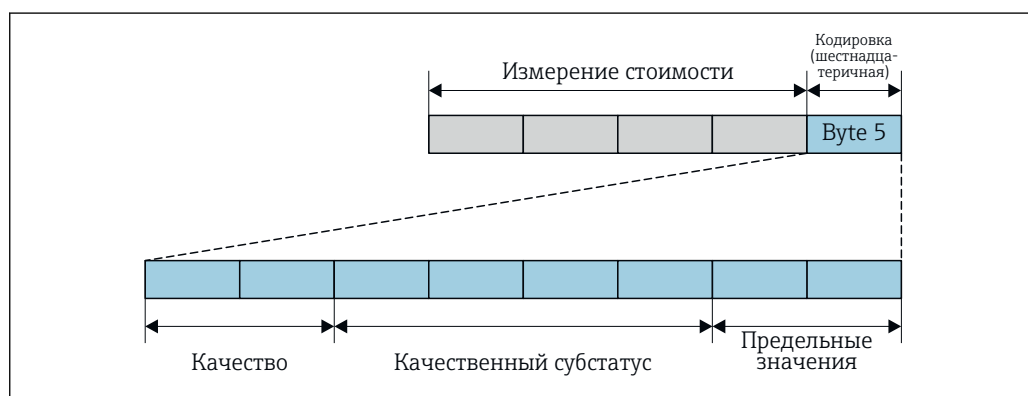 Кодировка
(шестнадца-
теричная)
Измерение стоимости
Byte 5
Качество
Качественный субстатус
Предельные
значения